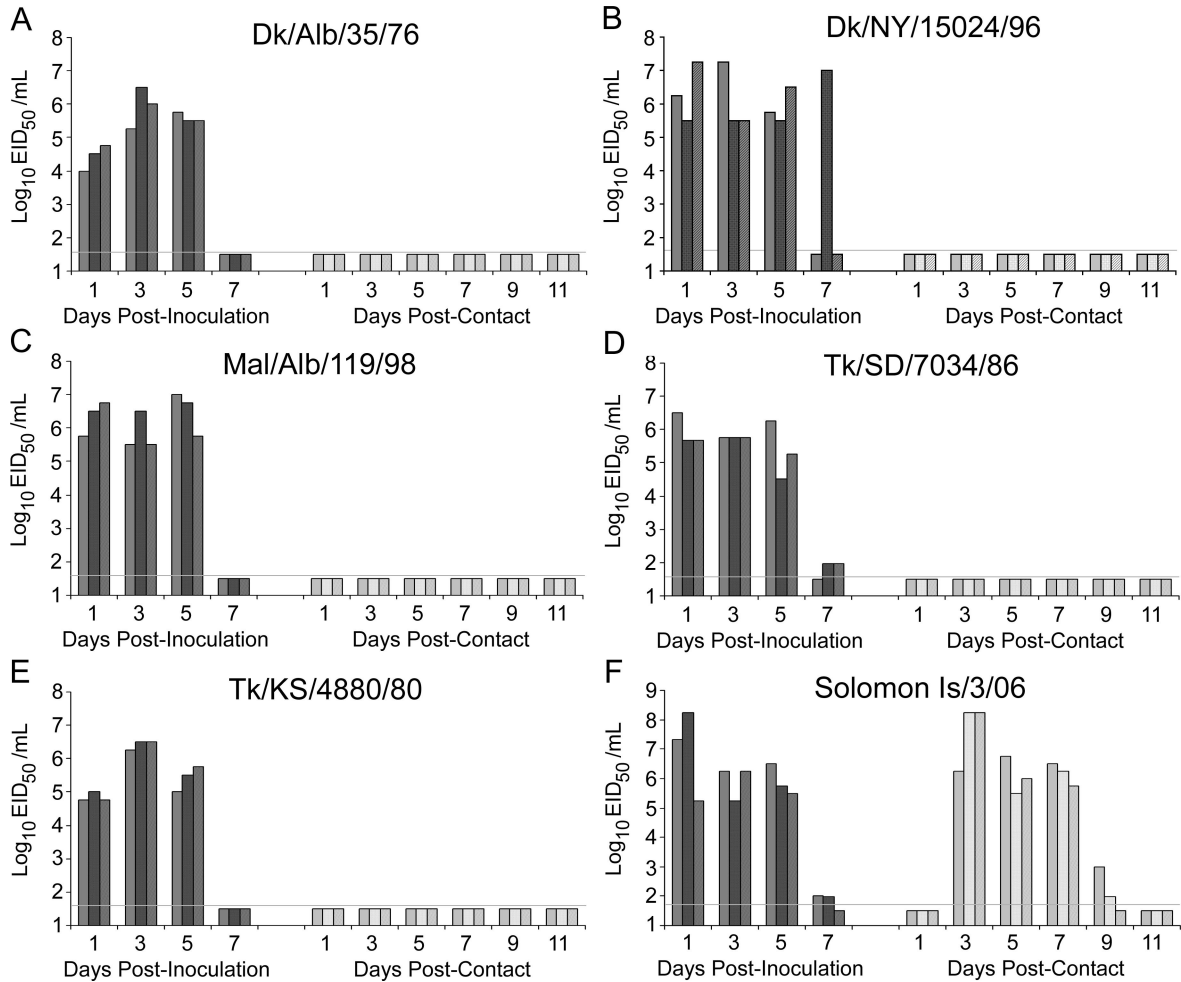 A
Dk/Alb/35/76
8
7
6
5
4
3
2
1
Log10 EID50 /mL
1 3 5 7 1 3 5 7 9 11
Days Post-Inoculation Days Post-Contact
B
Dk/NY/15024/96
8
7
6
5
4
3
2
1
Log10 EID50 /mL
1 3 5 7 1 3 5 7 9 11
Days Post-Inoculation Days Post-Contact
C
Mal/Alb/119/98
8
7
6
5
4
3
2
1
Log10 EID50 /mL
1 3 5 7 1 3 5 7 9 11
Days Post-Inoculation Days Post-Contact
D
Tk/SD/7034/86
8
7
6
5
4
3
2
1
Log10 EID50 /mL
1 3 5 7 1 3 5 7 9 11
Days Post-Inoculation Days Post-Contact
E
Tk/KS/4880/80
8
7
6
5
4
3
2
1
Log10 EID50 /mL
1 3 5 7 1 3 5 7 9 11
Days Post-Inoculation Days Post-Contact
F
Solomon Is/3/06
9
8
7
6
5
4
3
2
1
Log10 EID50 /mL
1 3 5 7 1 3 5 7 9 11
Days Post-Inoculation Days Post-Contact